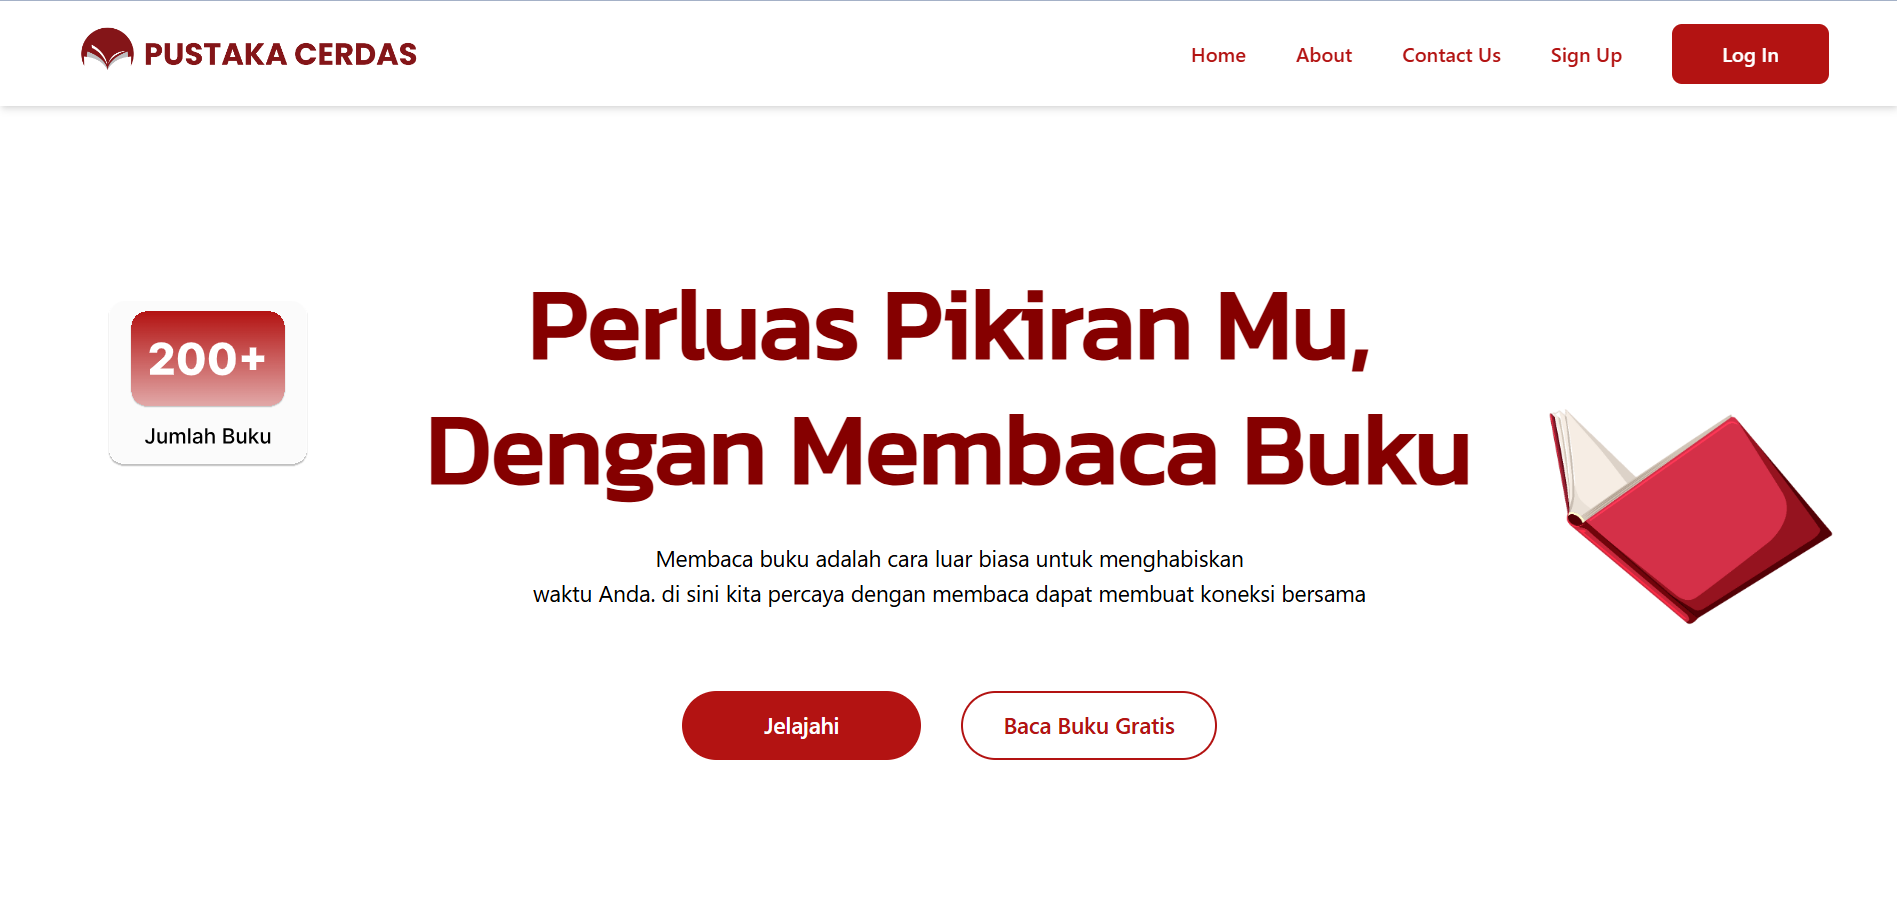 PUSTAKA CERDAS
Home
About
Contact Us
Sign Up
Log In
200+
Jumlah Buku
Perluas Pikiran Mu,
Dengan Membaca Buku
Membaca buku adalah cara luar biasa untuk menghabiskan
waktu Anda. di sini kita percaya dengan membaca dapat membuat koneksi bersama
Jelajahi
Baca Buku Gratis